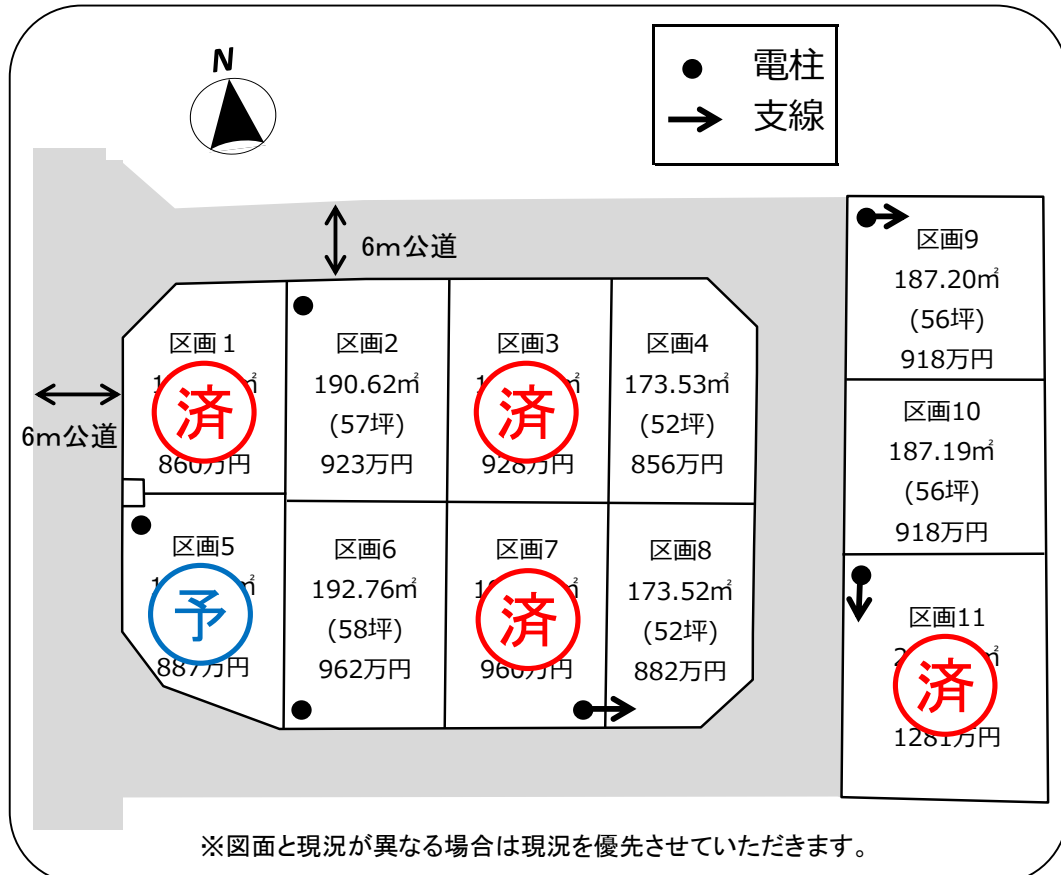 N
電柱
支線
6m公道
6m公道
区画1
済
860万円
区画2
190.62㎡
(57坪)
923万円
区画3
済
928万円
区画4
173.53㎡
(52坪)
856万円
区画5
予
887万円
区画6
192.76㎡
(58坪)
962万円
区画7
済
960万円
区画8
173.52㎡
(52坪)
882万円
区画9
187.20㎡
(56坪)
918万円
区画10
187.19㎡
(56坪)
918万円
区画11
済
1281万円
※図面と現況が異なる場合は現況を優先させていただきます。